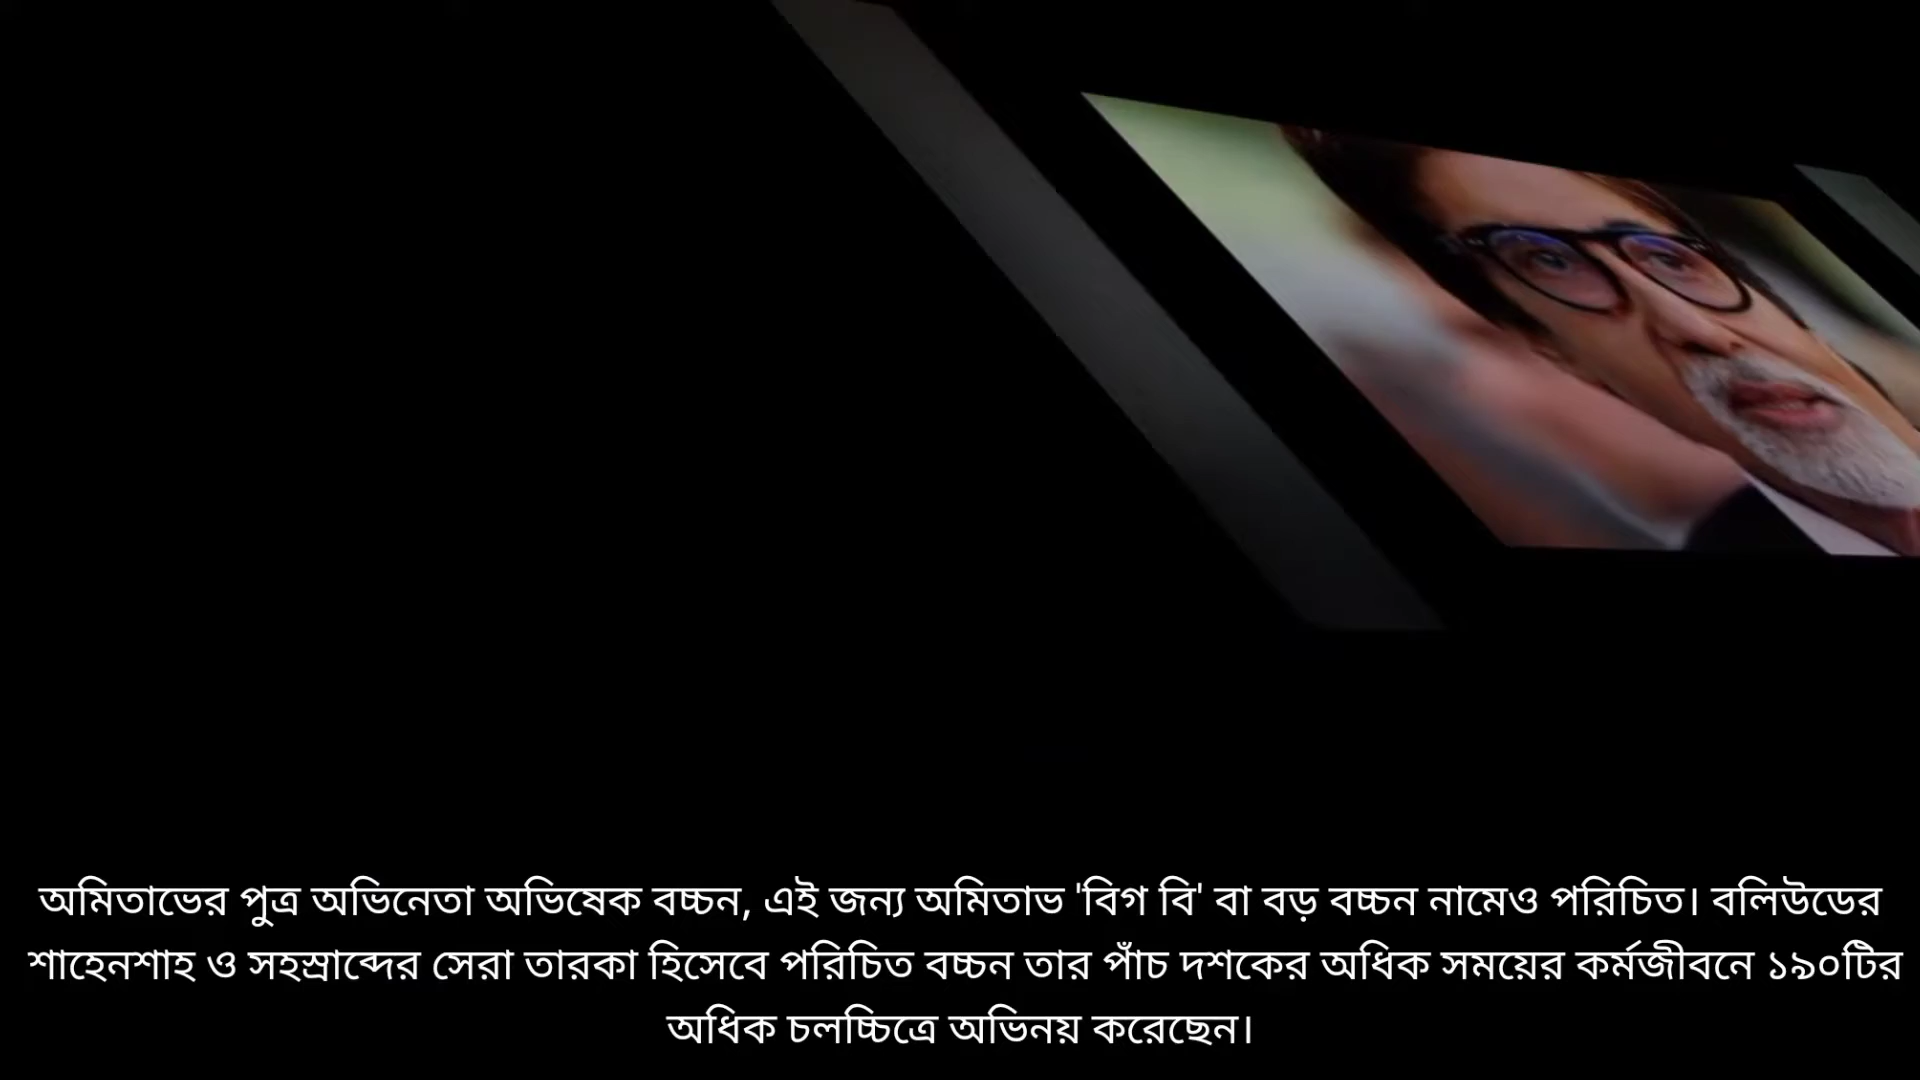 অমিতাভের পুত্র অভিনেতা অভিষেক বচ্চন, এই জন্য অমিতাভ 'বিগ বি' বা বড় বচ্চন নামেও পরিচিত। বলিউডের
শাহেনশাহ ও সহস্রাব্দের সেরা তারকা হিসেবে পরিচিত বচ্চন তার পাঁচ দশকের অধিক সময়ের কর্মজীবনে ১৯০টির
অধিক চলচ্চিত্রে অভিনয় করেছেন।